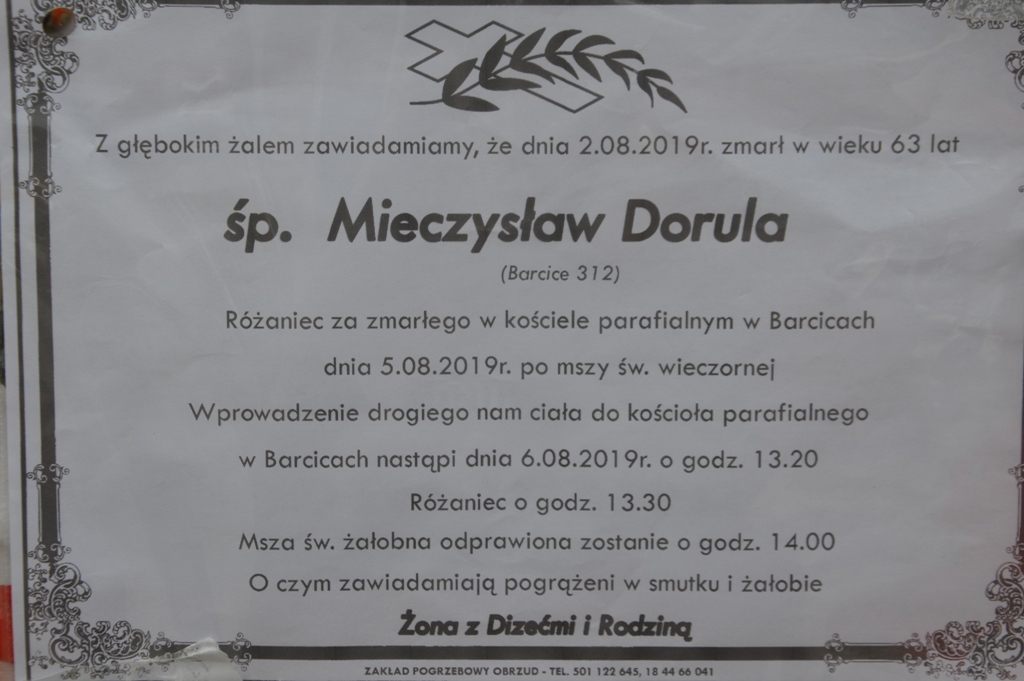 Z głębokim żalem zawiadamiamy, że dnia 2.08.2019r. zmarł w wieku 63 lat
śp. Mieczysław Dorula
(Barcice 312)
Różaniec za zmarłego w kościele parafialnym w Barcicach
dnia 5.08.2019r. po mszy św. wieczornej
Wprowadzenie drogiego nam ciała do kościoła parafialnego
w Barcicach nastąpi dnia 6.08.2019r. o godz. 13.20
Różaniec o godz. 13.30
Msza św. żałobna odprawiona zostanie o godz. 14.00
O czym zawiadamiają pogrążeni w smutku i żałobie
Żona z Dizećmi i Rodziną
ZAKŁAD POGRZEBOWY OBRZUD - TEL. 501 122 645, 18 44 66 041